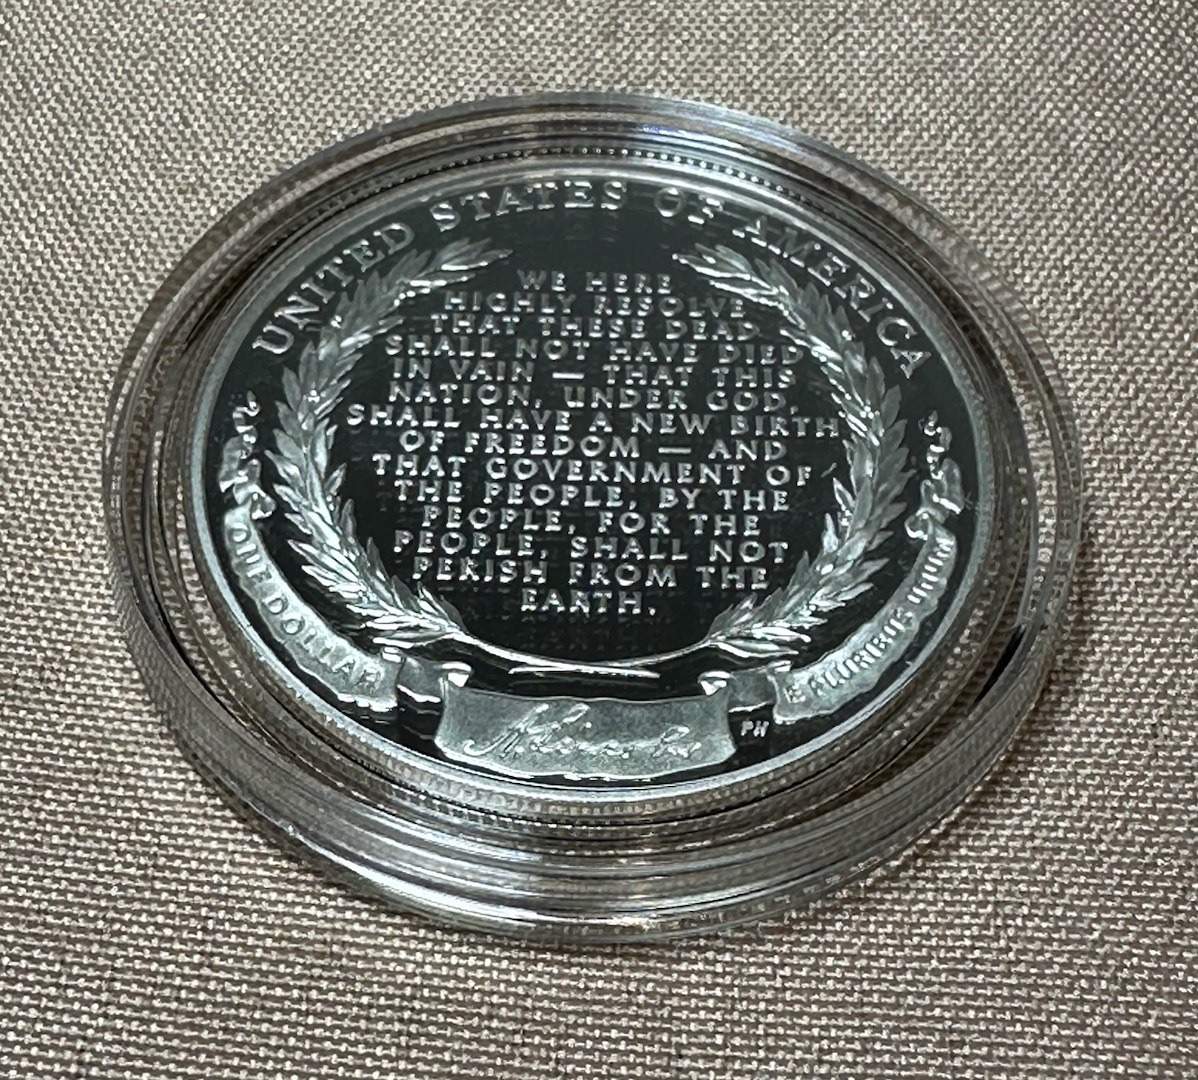 UNITED STATES OF AMERICA
WE HERE
HIGHLY RESOLVE
THAT THESE DEAD
SHALL NOT HAVE DIED
IN VAIN — THAT THIS
NATION, UNDER GOD,
SHALL HAVE A NEW BIRTH
OF FREEDOM — AND
THAT GOVERNMENT OF
THE PEOPLE, BY THE
PEOPLE, FOR THE
PEOPLE, SHALL NOT
PERISH FROM THE
EARTH.
ONE DOLLAR
A. Lincoln
PH
E PLURIBUS UNUM